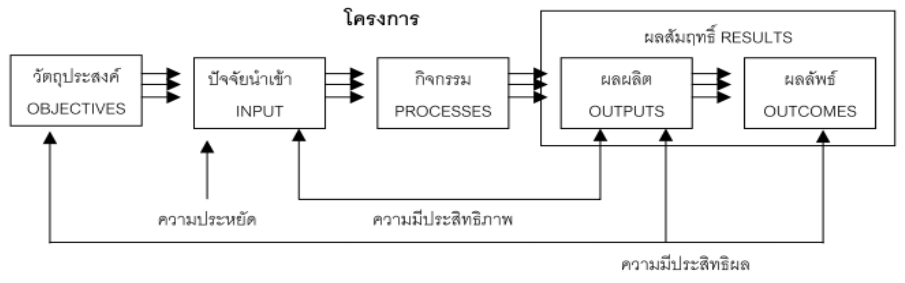 โครงการ
ผลสัมฤทธิ์ RESULTS
วัตถุประสงค์
OBJECTIVES
ปัจจัยนำเข้า
INPUT
กิจกรรม
PROCESSES
ผลผลิต
OUTPUTS
ผลลัพธ์
OUTCOMES
ความประหยัด
ความมีประสิทธิภาพ
ความมีประสิทธิผล